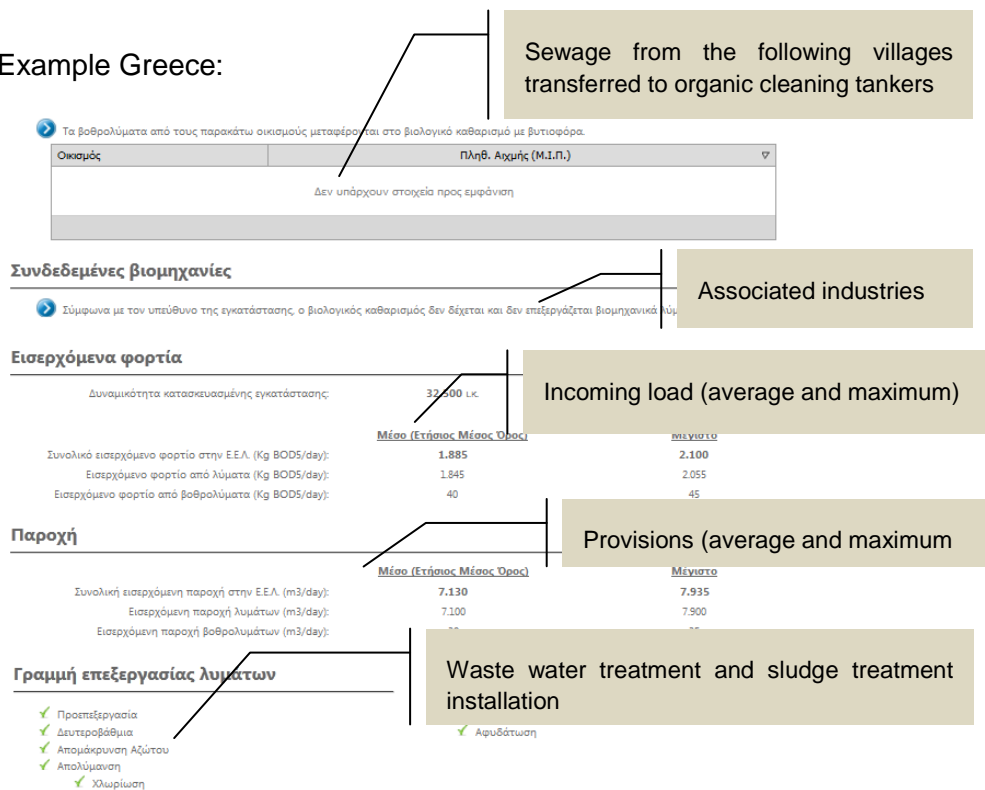 Example Greece:
Sewage from the following villages
transferred to organic cleaning tankers
Τα βοθρολύματα από τους παρακάτω οικισμούς μεταφέρονται στο βιολογικό καθαρισμό με βυτιοφόρα.
Οικισμός Πληθ. Αιχμής (Μ.Ι.Π.)
Δεν υπάρχουν στοιχεία προς εμφάνιση
Συνδεδεμένες βιομηχανίες
Associated industries
Σύμφωνα με τον υπεύθυνο της εγκατάστασης, ο βιολογικός καθαρισμός δεν δέχεται και δεν επεξεργάζεται βιομηχανικά
Εισερχόμενα φορτία
Incoming load (average and maximum)
Δυναμικότητα κατασκευασμένης εγκατάστασης: 32.500 ι.κ.
Μέσο (Ετήσιος Μέσος Όρος) Μέγιστο
Συνολικό εισερχόμενο φορτίο στην Ε.Ε.Λ. (Kg BOD5/day): 1.885 2.100
Εισερχόμενο φορτίο από λύματα (Kg BOD5/day): 1.845 2.055
Εισερχόμενο φορτίο από βοθρολύματα (Kg BOD5/day): 40 45
Παροχή
Provisions (average and maximum
Μέσο (Ετήσιος Μέσος Όρος) Μέγιστο
Συνολική εισερχόμενη παροχή στην Ε.Ε.Λ. (m3/day): 7.130 7.935
Εισερχόμενη παροχή λυμάτων (m3/day): 7.100 7.900
Εισερχόμενη παροχή βοθρολυμάτων (m3/day):
Γραμμή επεξεργασίας λυμάτων
Waste water treatment and sludge treatment
installation
Προεπεξεργασία
Δευτεροβάθμια Αφυδάτωση
Απομάκρυνση Αζώτου
Απολύμανση
Χλωρίωση